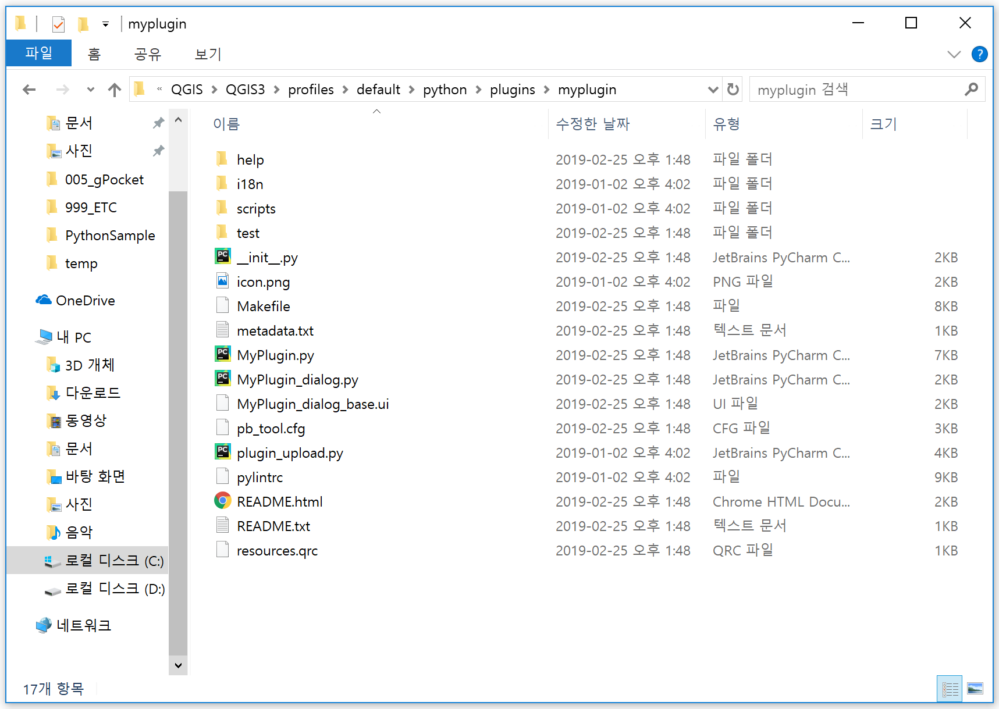 myplugin
파일 홈 공유 보기 ?
« QGIS > QGIS3 > profiles > default > python > plugins > myplugin myplugin 검색
문서
사진
005_gPocket
999_ETC
PythonSample
temp
OneDrive
내 PC
3D 개체
다운로드
동영상
문서
바탕 화면
사진
음악
로컬 디스크 (C:)
로컬 디스크 (D:)
네트워크
이름 수정한 날짜 유형 크기
help 2019-02-25 오후 1:48 파일 폴더
i18n 2019-01-02 오후 4:02 파일 폴더
scripts 2019-01-02 오후 4:02 파일 폴더
test 2019-02-25 오후 1:48 파일 폴더
__init__.py 2019-02-25 오후 1:48 JetBrains PyCharm C... 2KB
icon.png 2019-01-02 오후 4:02 PNG 파일 2KB
Makefile 2019-02-25 오후 1:48 파일 8KB
metadata.txt 2019-02-25 오후 1:48 텍스트 문서 1KB
MyPlugin.py 2019-02-25 오후 1:48 JetBrains PyCharm C... 7KB
MyPlugin_dialog.py 2019-02-25 오후 1:48 JetBrains PyCharm C... 2KB
MyPlugin_dialog_base.ui 2019-02-25 오후 1:48 UI 파일 2KB
pb_tool.cfg 2019-02-25 오후 1:48 CFG 파일 3KB
plugin_upload.py 2019-01-02 오후 4:02 JetBrains PyCharm C... 4KB
pylintrc 2019-01-02 오후 4:02 파일 9KB
README.html 2019-02-25 오후 1:48 Chrome HTML Docu... 2KB
README.txt 2019-02-25 오후 1:48 텍스트 문서 1KB
resources.qrc 2019-02-25 오후 1:48 QRC 파일 1KB
17개 항목